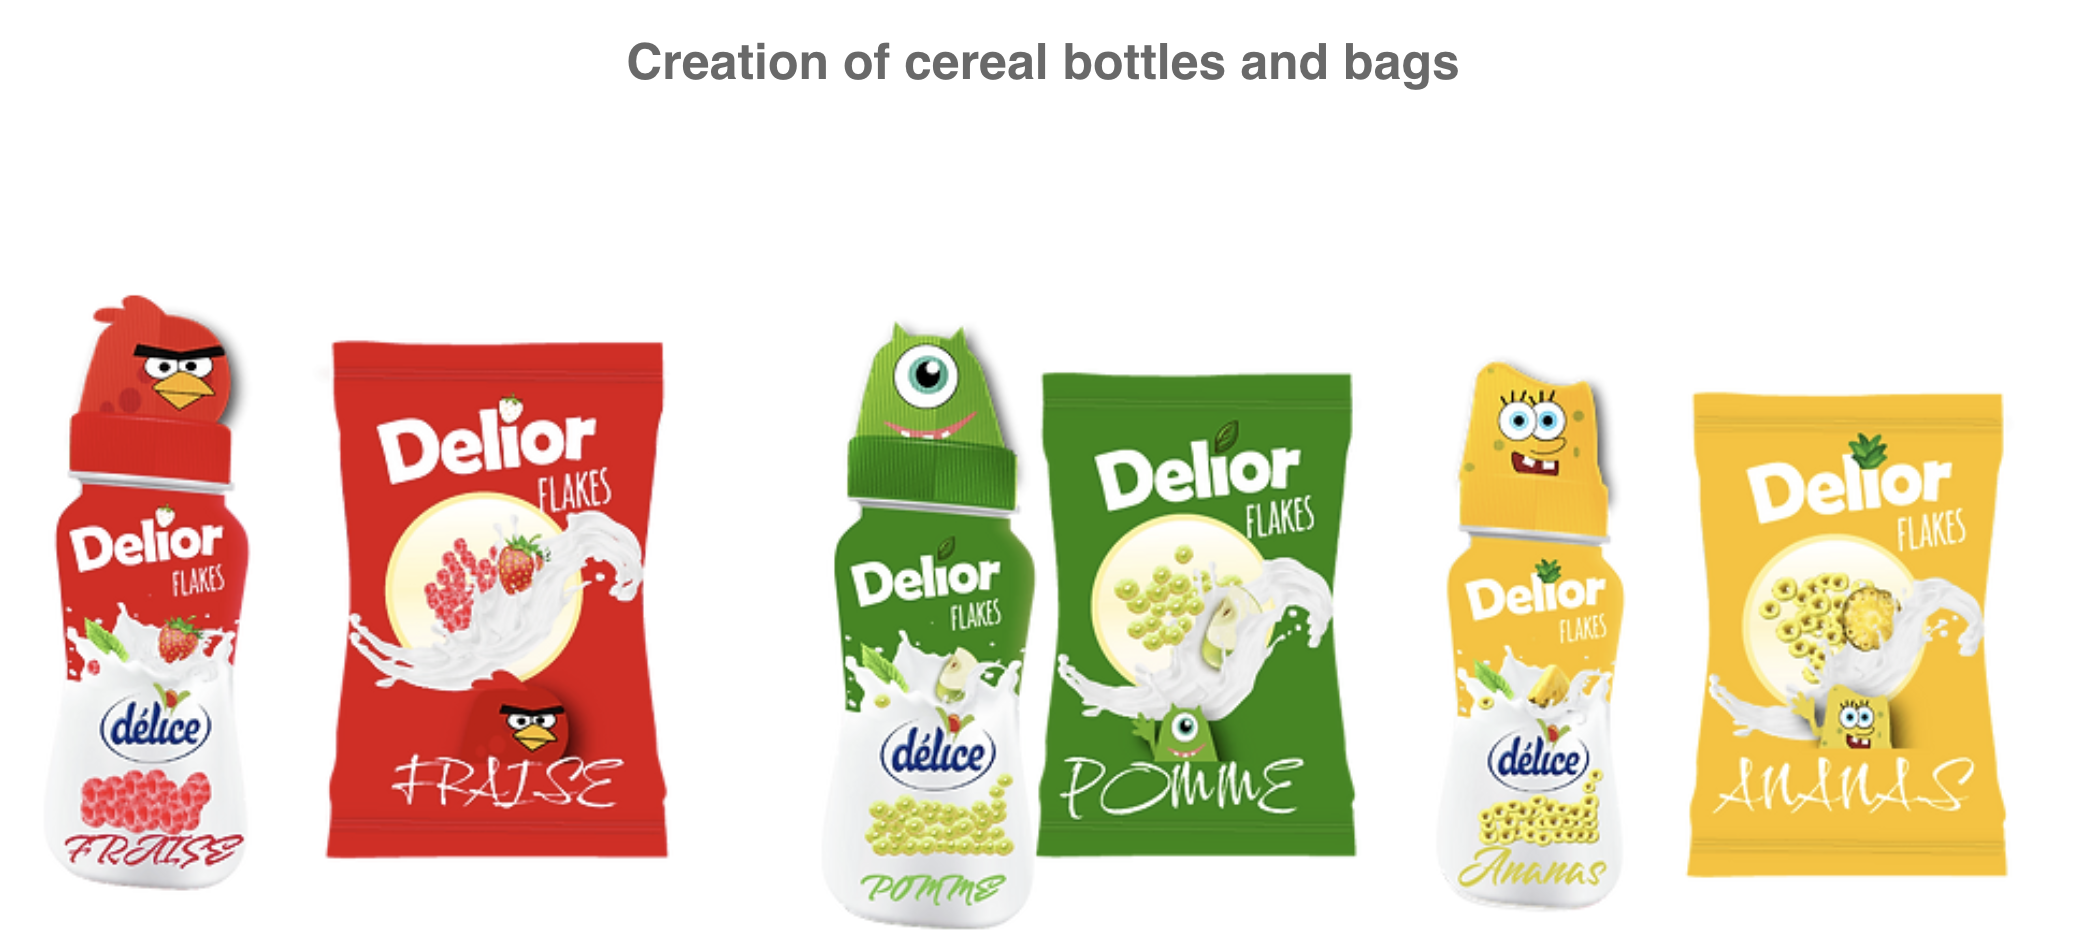 Creation of cereal bottles and bags
Delior
FLAKES
délice
FRAISE
Delior
FLAKES
FRAISE
Delior
FLAKES
délice
POMME
Delior
FLAKES
POMME
Delior
FLAKES
délice
Ananas
Delior
FLAKES
ANANAS